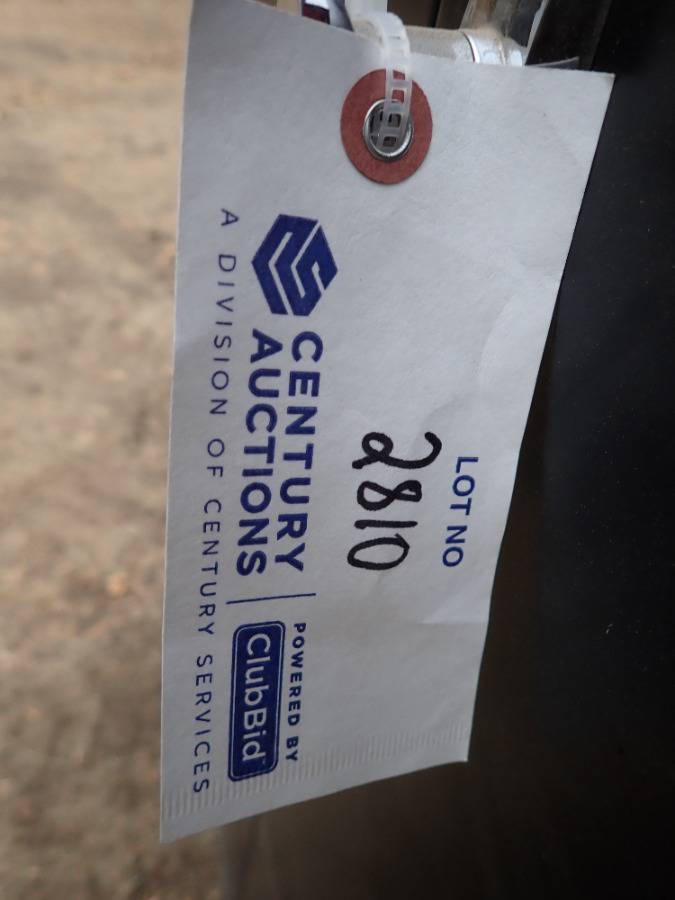 LOT NO
2810
CENTURY
AUCTIONS
POWERED BY
ClubBid
A DIVISION OF CENTURY SERVICES